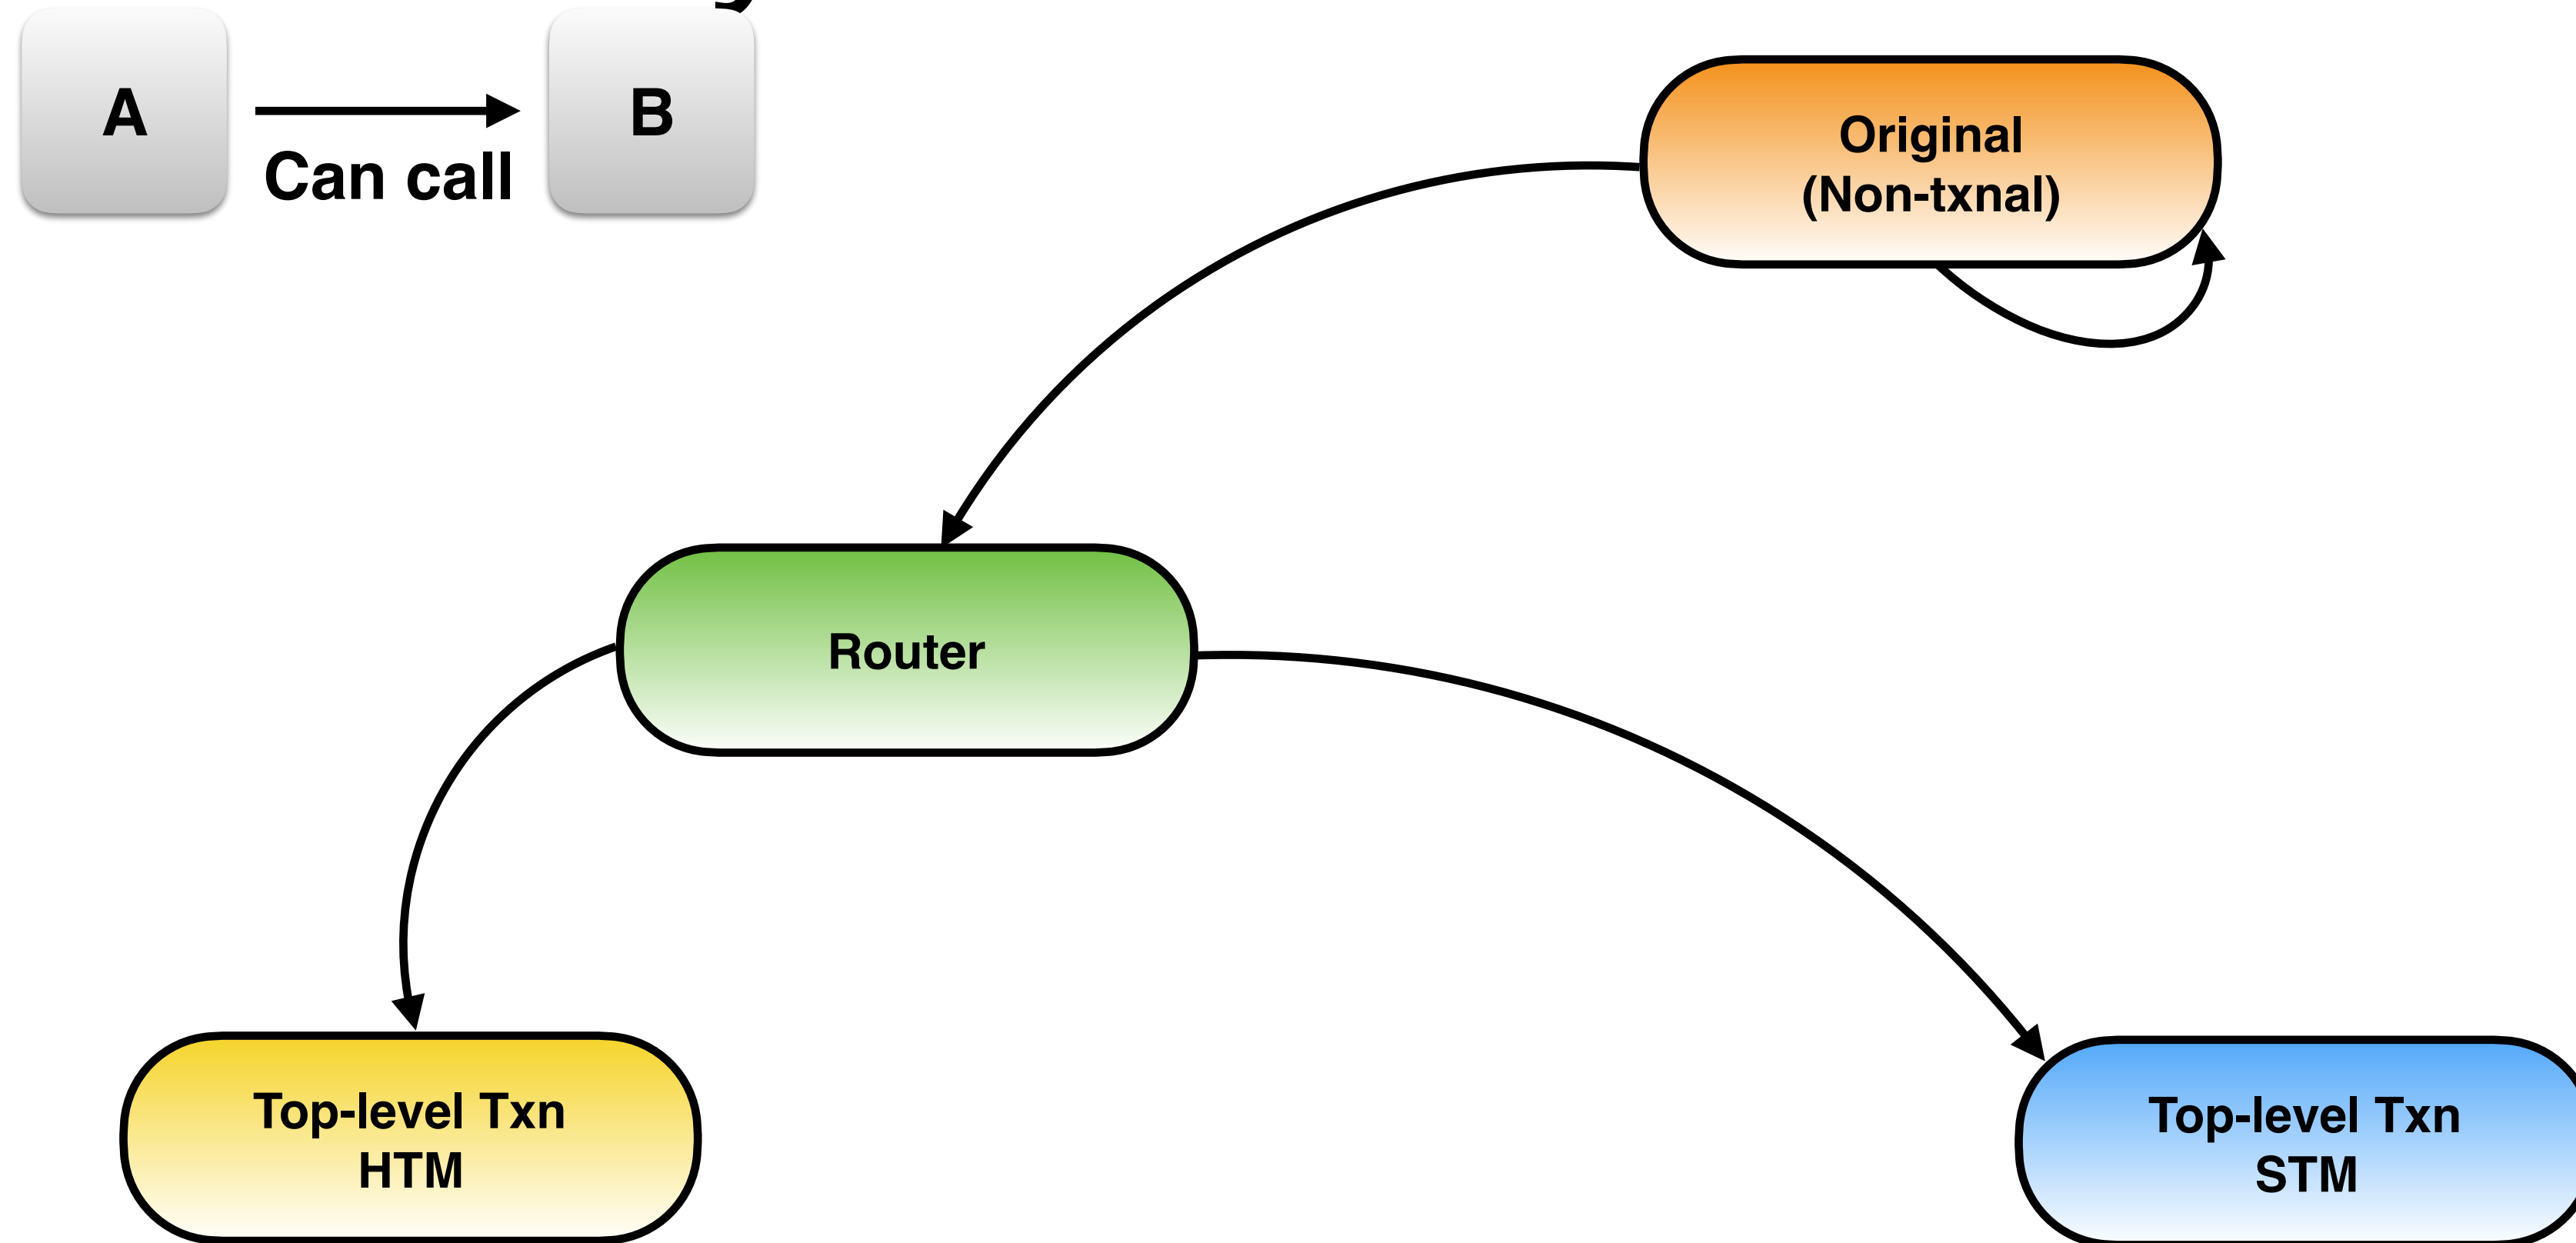 A
B
Can call
Original
(Non-txnal)
Router
Top-level Txn
HTM
Top-level Txn
STM